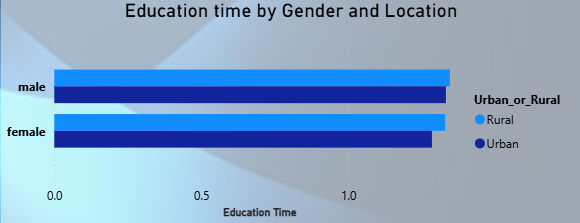 Education time by Gender and Location
male
female
0.0 0.5 1.0
Education Time
Urban_or_Rural
Rural
Urban